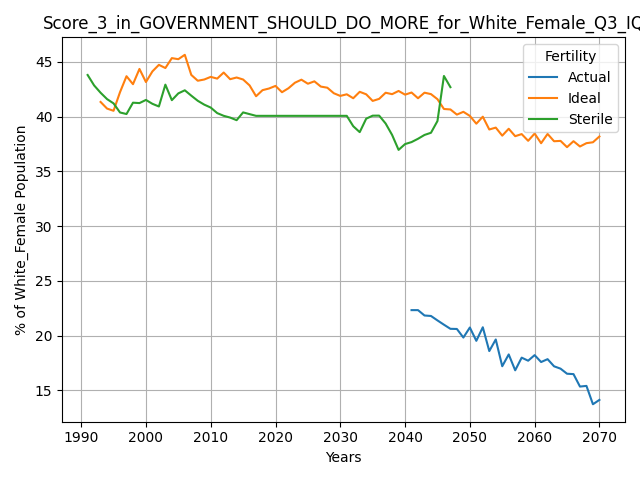 Score_3_in_GOVERNMENT_SHOULD_DO_MORE_for_White_Female_Q3_IQ
Fertility
Actual
Ideal
Sterile
% of White_Female Population
45
40
35
30
25
20
15
1990 2000 2010 2020 2030 2040 2050 2060 2070
Years